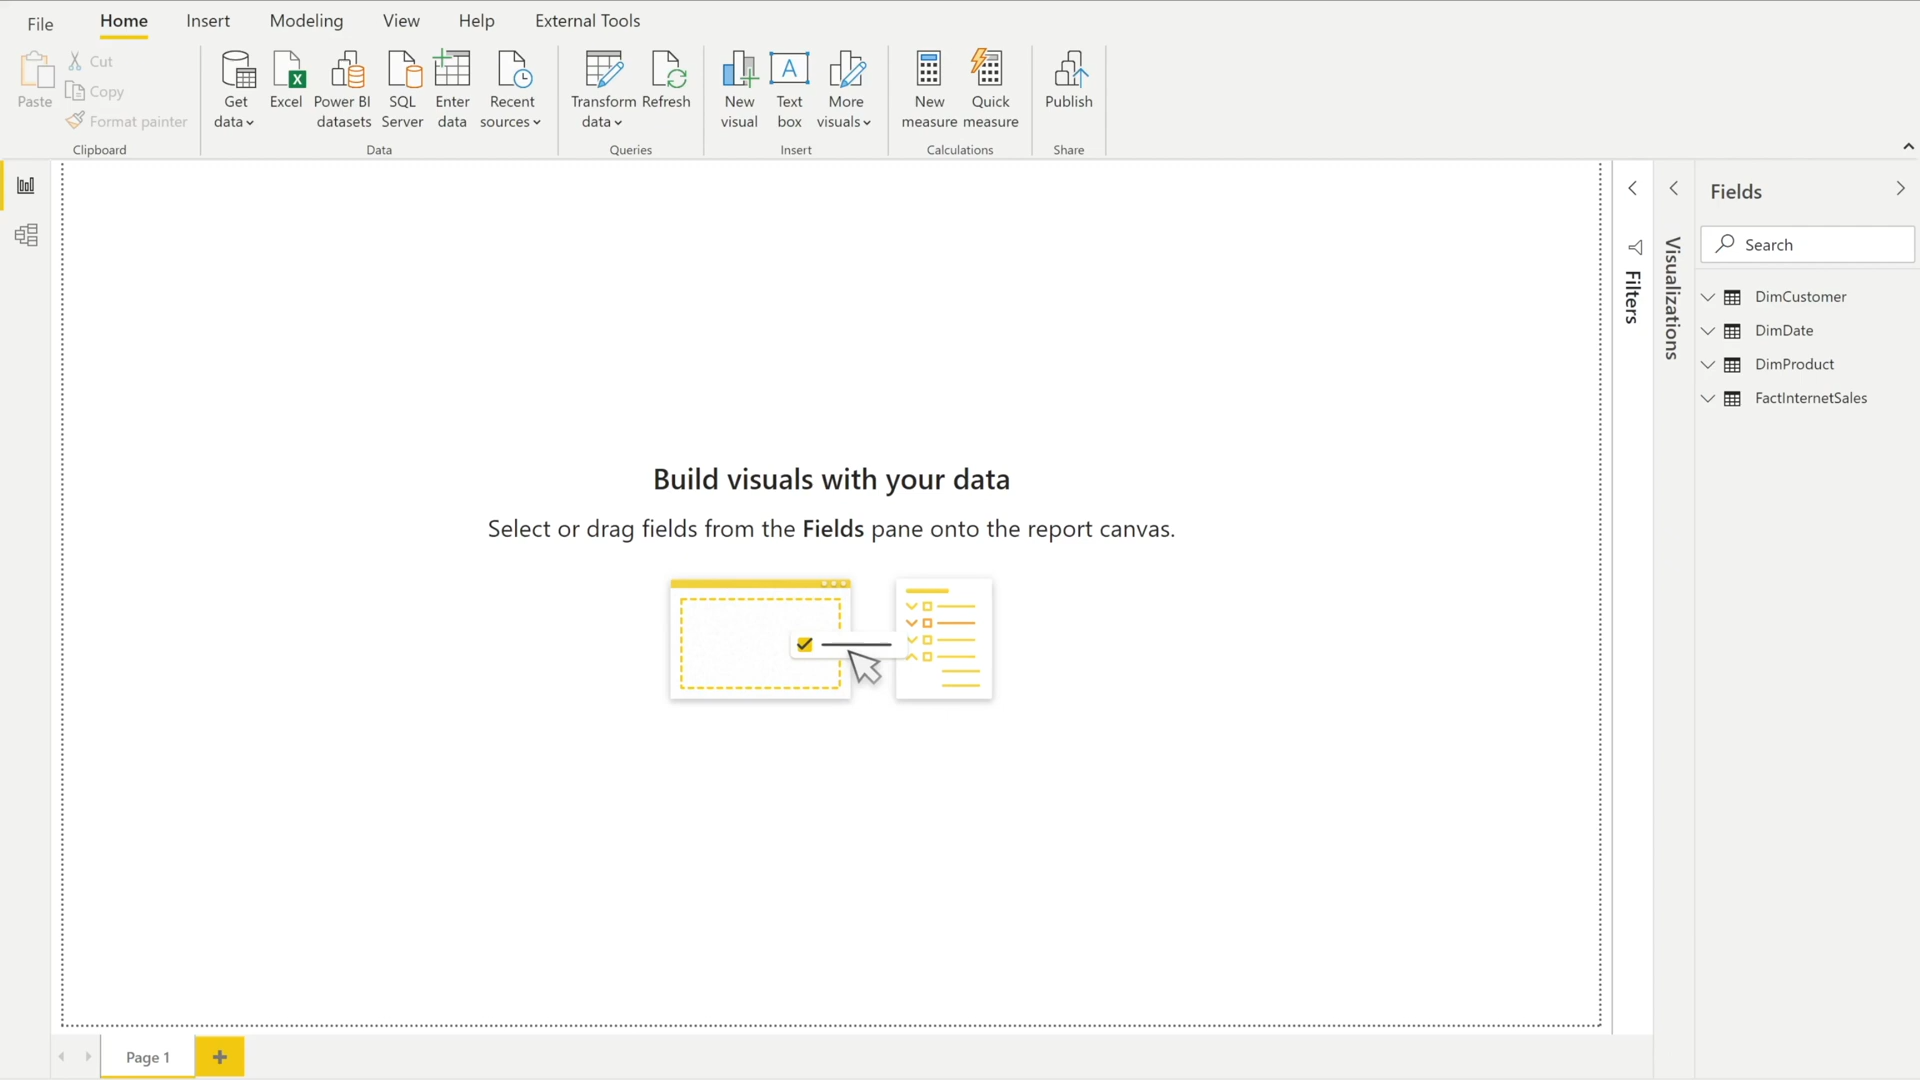 File Home Insert Modeling View Help External Tools
Paste
Cut
Copy
Format painter
Clipboard
Get data
Excel
Power BI datasets
SQL Server
Enter data
Recent sources
Data
Transform data
Refresh
Queries
New visual
A
Text box
More visuals
Insert
New measure
Quick measure
Calculations
Publish
Share
Build visuals with your data
Select or drag fields from the Fields pane onto the report canvas.
Filters
Visualizations
Fields
Search
DimCustomer
DimDate
DimProduct
FactInternetSales
Page 1